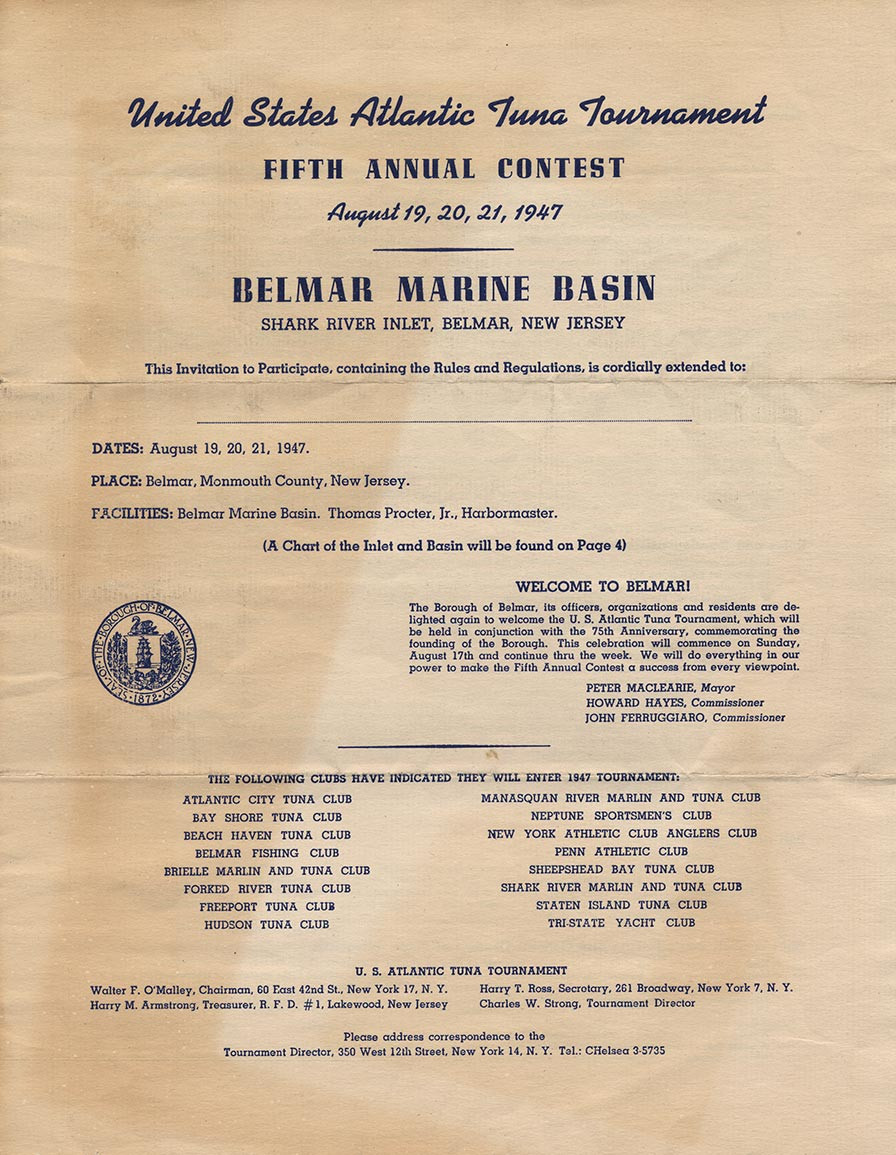 United States Atlantic Tuna Tournament
FIFTH ANNUAL CONTEST
August 19, 20, 21, 1947
BELMAR MARINE BASIN
SHARK RIVER INLET, BELMAR, NEW JERSEY
This Invitation to Participate, containing the Rules and Regulations, is cordially extended to:
DATES: August 19, 20, 21, 1947.
PLACE: Belmar, Monmouth County, New Jersey.
FACILITIES: Belmar Marine Basin. Thomas Procter, Jr., Harbormaster.
(A Chart of the Inlet and Basin will be found on Page 4)
SEAL·OF·THE·BOROUGH·OF·BELMAR·NEW·JERSEY
·1872·
WELCOME TO BELMAR!
The Borough of Belmar, its officers, organizations and residents are de-
lighted again to welcome the U. S. Atlantic Tuna Tournament, which will
be held in conjunction with the 75th Anniversary, commemorating the
founding of the Borough. This celebration will commence on Sunday,
August 17th and continue thru the week. We will do everything in our
power to make the Fifth Annual Contest a success from every viewpoint.
PETER MACLEARIE, Mayor
HOWARD HAYES, Commissioner
JOHN FERRUGGIARO, Commissioner
THE FOLLOWING CLUBS HAVE INDICATED THEY WILL ENTER 1947 TOURNAMENT:
ATLANTIC CITY TUNA CLUB
BAY SHORE TUNA CLUB
BEACH HAVEN TUNA CLUB
BELMAR FISHING CLUB
BRIELLE MARLIN AND TUNA CLUB
FORKED RIVER TUNA CLUB
FREEPORT TUNA CLUB
HUDSON TUNA CLUB
MANASQUAN RIVER MARLIN AND TUNA CLUB
NEPTUNE SPORTSMEN'S CLUB
NEW YORK ATHLETIC CLUB ANGLERS CLUB
PENN ATHLETIC CLUB
SHEEPSHEAD BAY TUNA CLUB
SHARK RIVER MARLIN AND TUNA CLUB
STATEN ISLAND TUNA CLUB
TRI-STATE YACHT CLUB
U. S. ATLANTIC TUNA TOURNAMENT
Walter F. O'Malley, Chairman, 60 East 42nd St., New York 17, N. Y.
Harry M. Armstrong, Treasurer, R. F. D. #1, Lakewood, New Jersey
Harry T. Ross, Secretary, 261 Broadway, New York 7, N. Y.
Charles W. Strong, Tournament Director
Please address correspondence to the
Tournament Director, 350 West 12th Street, New York 14, N. Y. Tel.: CHelsea 3-5735